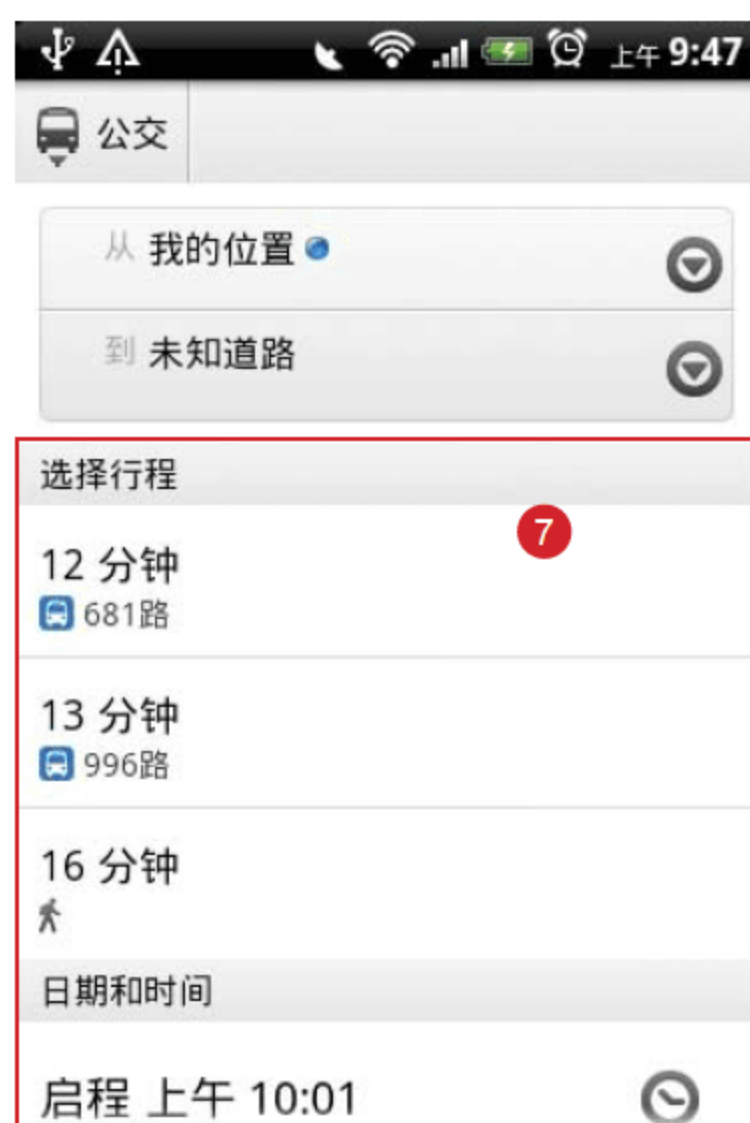 上午 9:47
公交
从 我的位置
到 未知道路
选择行程
7
12 分钟
681路
13 分钟
996路
16 分钟
日期和时间
启程 上午 10:01